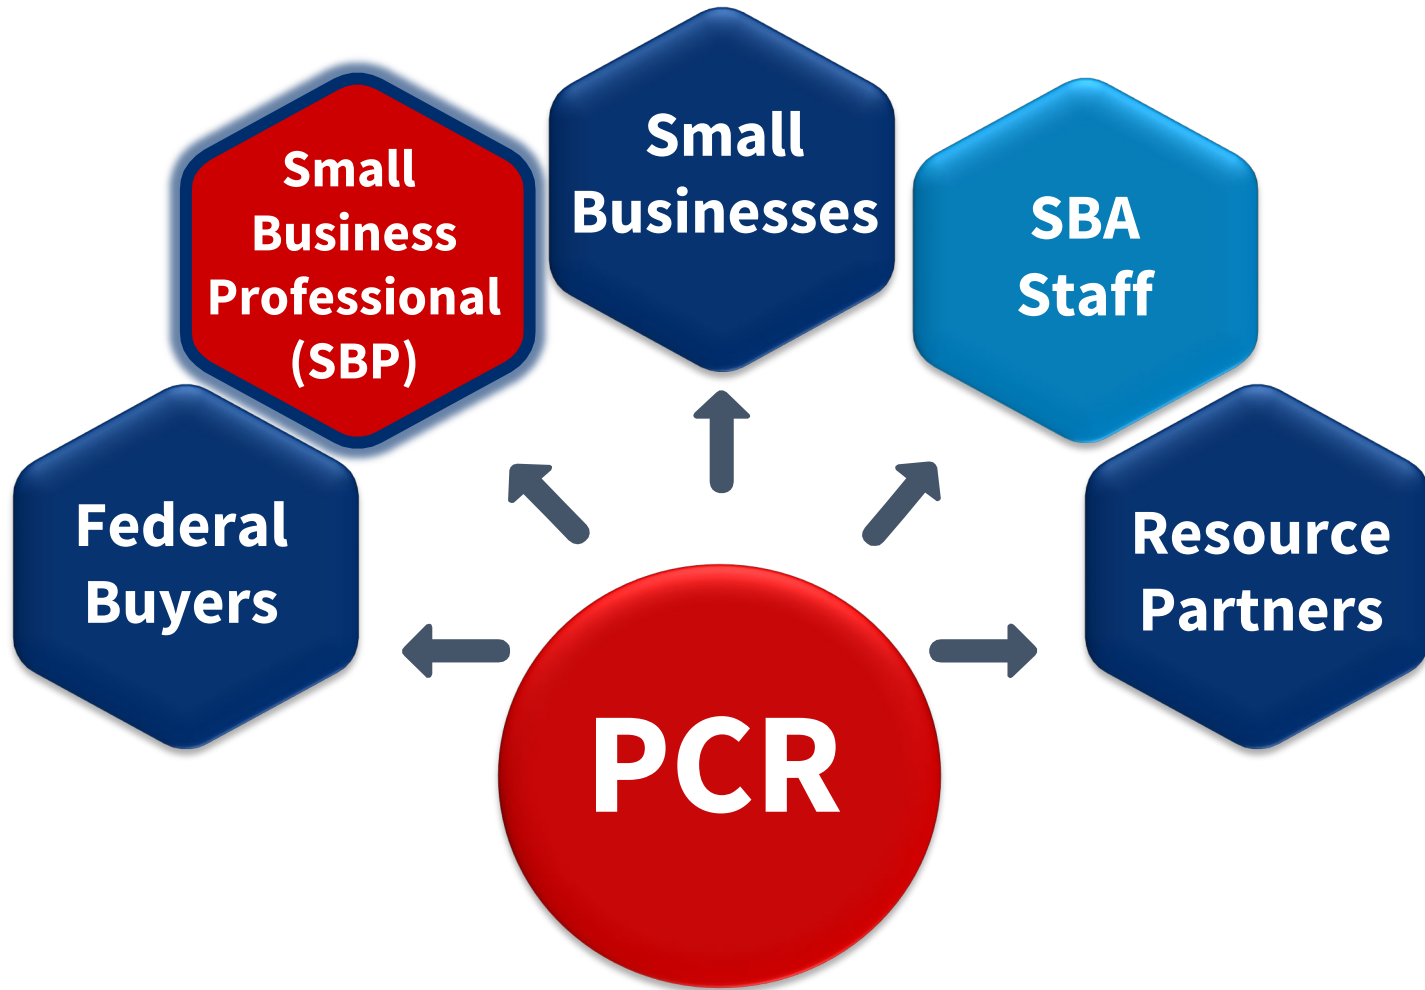 Small
Business
Professional
(SBP)
Small
Businesses
SBA
Staff
Federal
Buyers
Resource
Partners
PCR